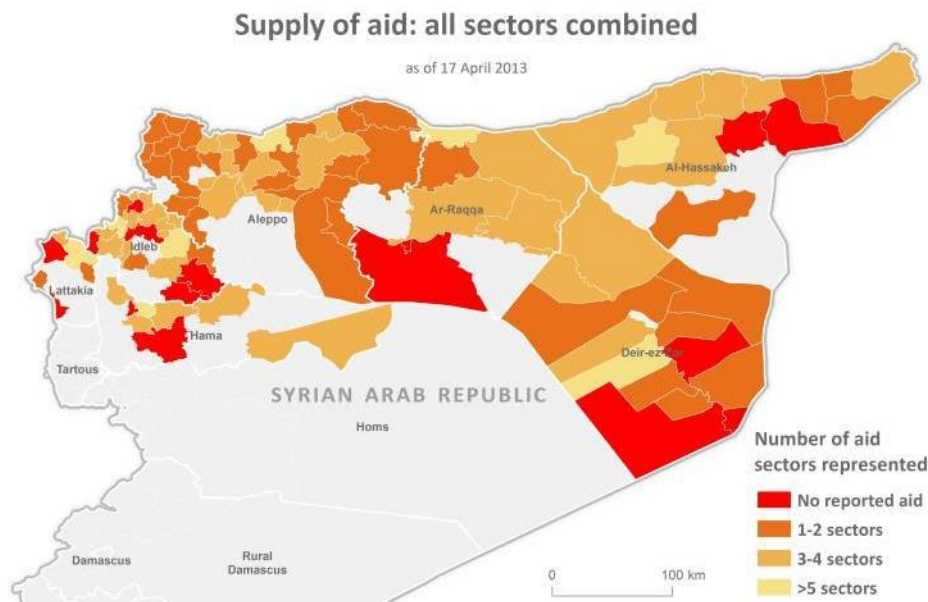 Supply of aid: all sectors combined
as of 17 April 2013
Al-Hassakeh
Aleppo
Ar-Raqqa
Idleb
Lattakia
Hama
Deir-ez-Zor
Tartous
SYRIAN ARAB REPUBLIC
Homs
Damascus
Rural
Damascus
Number of aid
sectors represented
No reported aid
1-2 sectors
3-4 sectors
>5 sectors
0 100 km